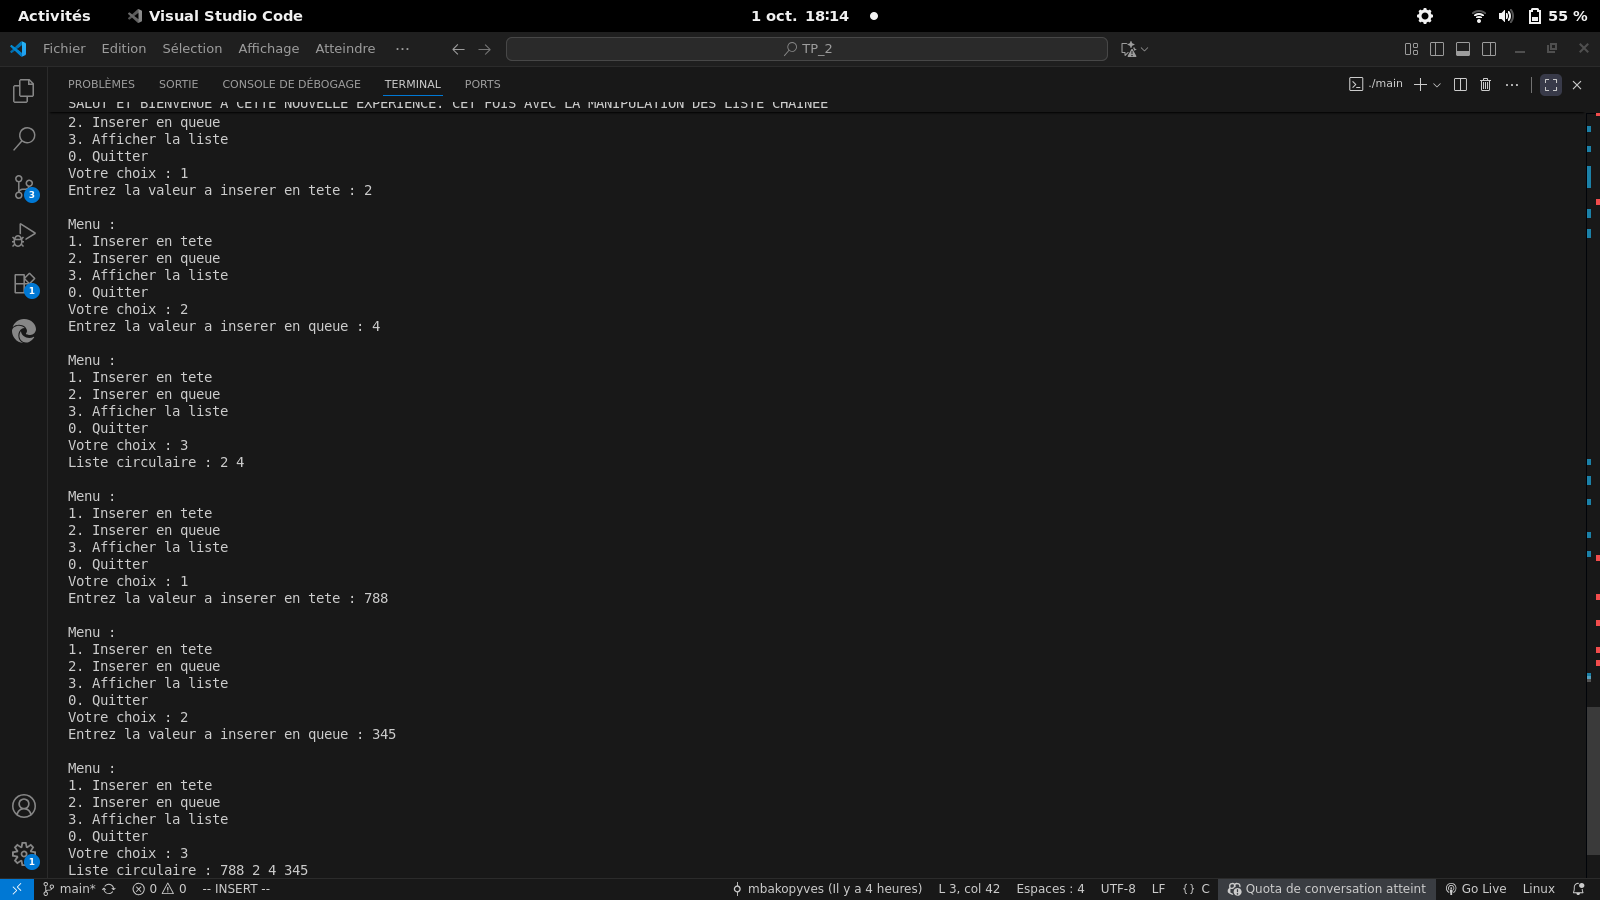 Activités Visual Studio Code 1 oct. 18:14 55 %
Fichier Edition Sélection Affichage Atteindre ··· TP_2
PROBLÈMES SORTIE CONSOLE DE DÉBOGAGE TERMINAL PORTS ./main
SALUT ET BIENVENUE A CETTE NOUVELLE EXPERIENCE. CET FOIS AVEC LA MANIPULATION DES LISTE CHAINEE
2. Inserer en queue
3. Afficher la liste
0. Quitter
Votre choix : 1
Entrez la valeur a inserer en tete : 2
Menu :
1. Inserer en tete
2. Inserer en queue
3. Afficher la liste
0. Quitter
Votre choix : 2
Entrez la valeur a inserer en queue : 4
Menu :
1. Inserer en tete
2. Inserer en queue
3. Afficher la liste
0. Quitter
Votre choix : 3
Liste circulaire : 2 4
Menu :
1. Inserer en tete
2. Inserer en queue
3. Afficher la liste
0. Quitter
Votre choix : 1
Entrez la valeur a inserer en tete : 788
Menu :
1. Inserer en tete
2. Inserer en queue
3. Afficher la liste
0. Quitter
Votre choix : 2
Entrez la valeur a inserer en queue : 345
Menu :
1. Inserer en tete
2. Inserer en queue
3. Afficher la liste
0. Quitter
Votre choix : 3
Liste circulaire : 788 2 4 345
3
1
1
main* 0 0 -- INSERT -- mbakopyves (Il y a 4 heures) L 3, col 42 Espaces : 4 UTF-8 LF {} C Quota de conversation atteint Go Live Linux